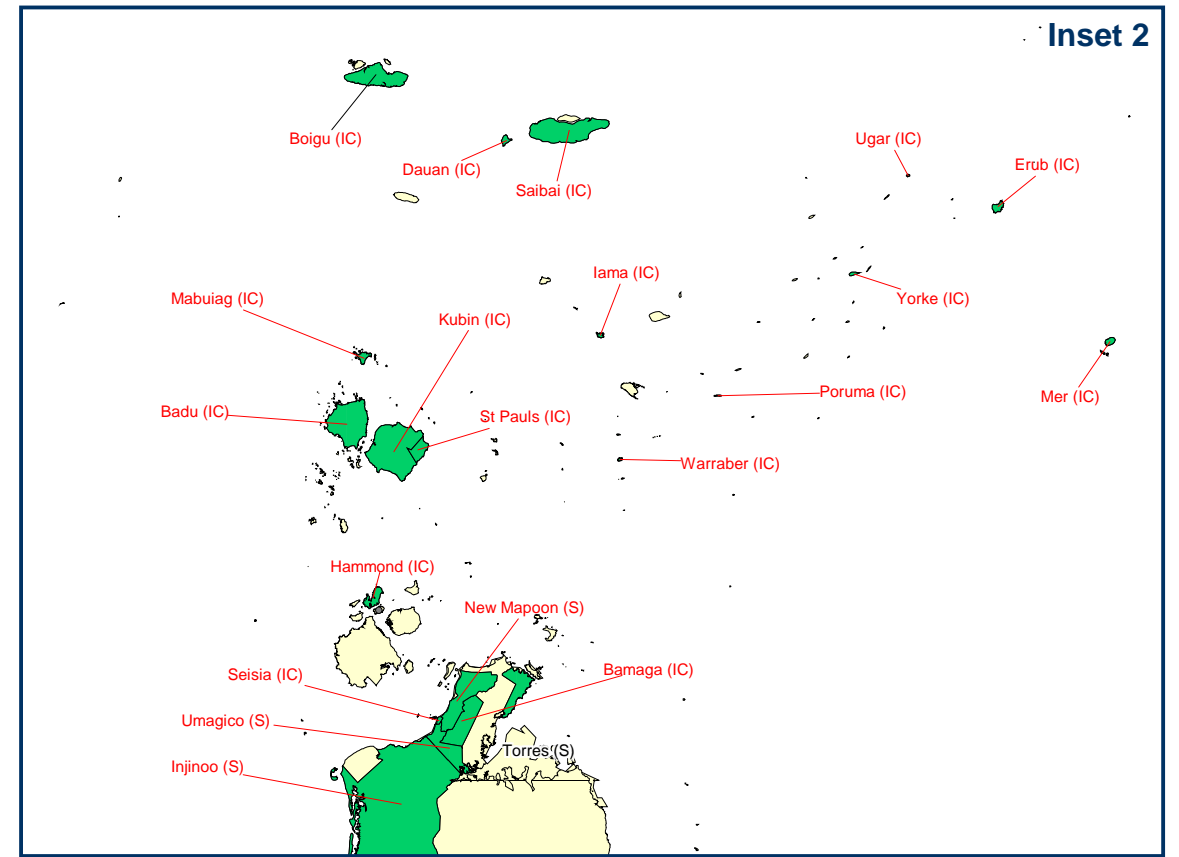 Inset 2
Boigu (IC)
Dauan (IC)
Saibai (IC)
Ugar (IC)
Erub (IC)
Iama (IC)
Yorke (IC)
Mabuiag (IC)
Kubin (IC)
Badu (IC)
St Pauls (IC)
Poruma (IC)
Mer (IC)
Warraber (IC)
Hammond (IC)
New Mapoon (S)
Seisia (IC)
Bamaga (IC)
Umagico (S)
Torres (S)
Injinoo (S)